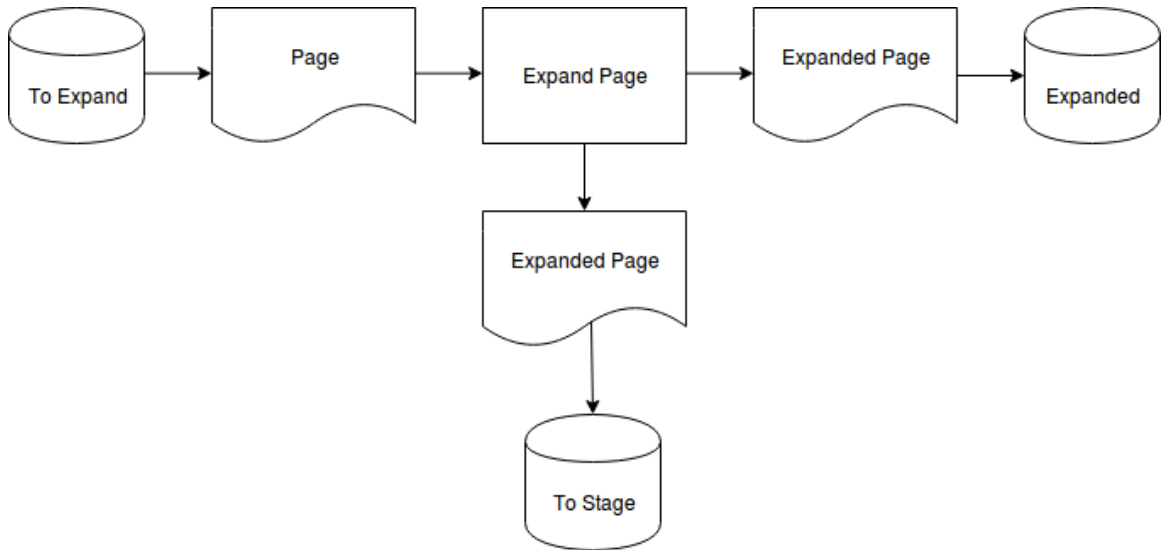 To Expand
Page
Expand Page
Expanded Page
Expanded
Expanded Page
To Stage